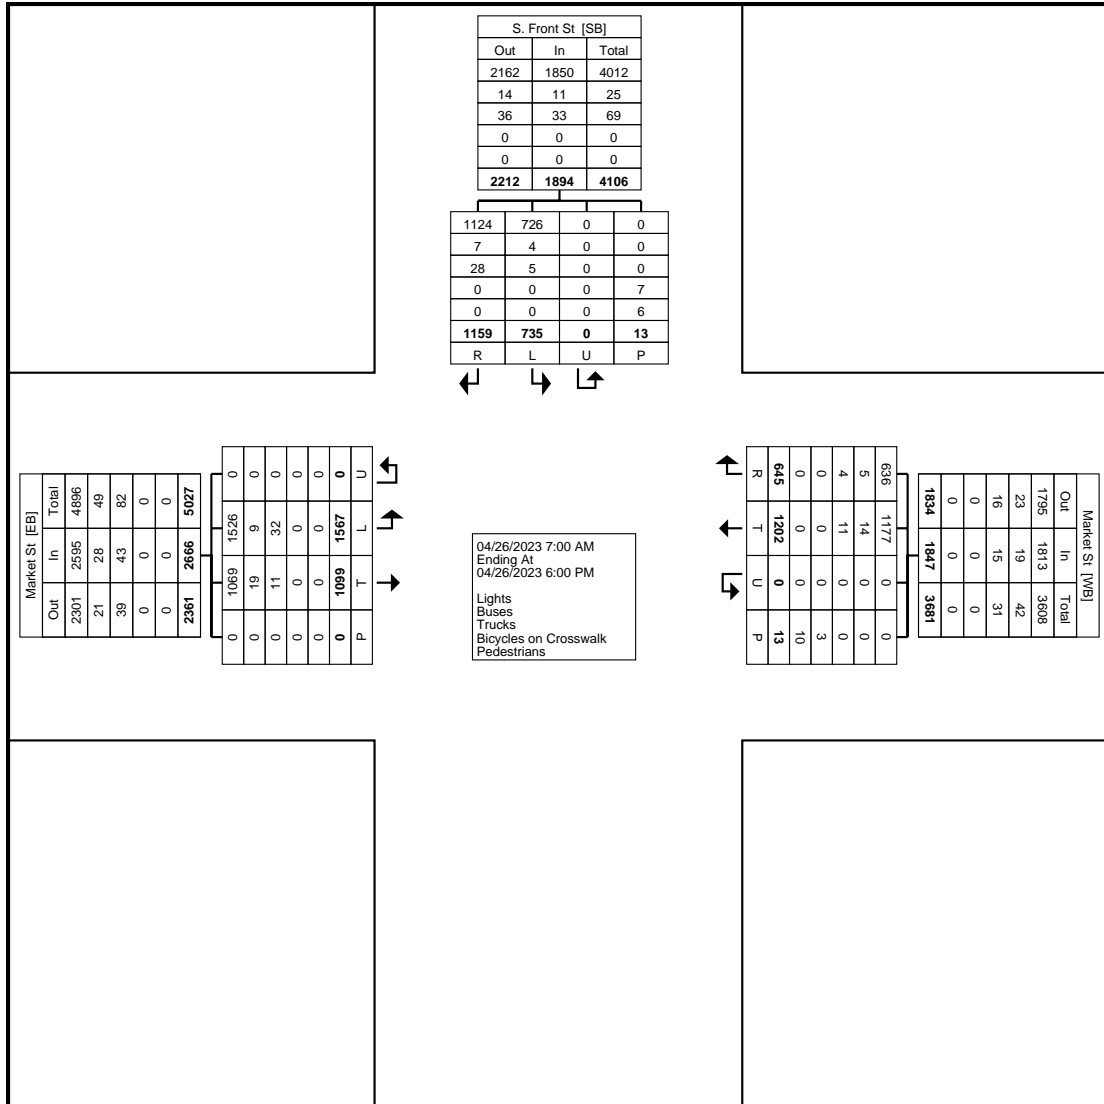 S. Front St [SB]
Out In Total
2162 1850 4012
14 11 25
36 33 69
0 0 0
0 0 0
2212 1894 4106
1124 726 0 0
7 4 0 0
28 5 0 0
0 0 0 7
0 0 0 6
1159 735 0 13
R L U P
Market St [EB]
Total In Out
4896 2595 2301
49 28 21
82 43 39
0 0 0
0 0 0
5027 2666 2361
0 1526 1069 0
0 9 19 0
0 32 11 0
0 0 0 0
0 0 0 0
0 1567 1099 0
U L T P
04/26/2023 7:00 AM
Ending At
04/26/2023 6:00 PM
Lights
Buses
Trucks
Bicycles on Crosswalk
Pedestrians
Market St [WB]
Out In Total
1795 1813 3608
23 19 42
16 15 31
0 0 0
0 0 0
1834 1847 3681
636 1177 0 0
5 14 0 0
4 11 0 0
0 0 0 3
0 0 0 10
645 1202 0 13
R T U P